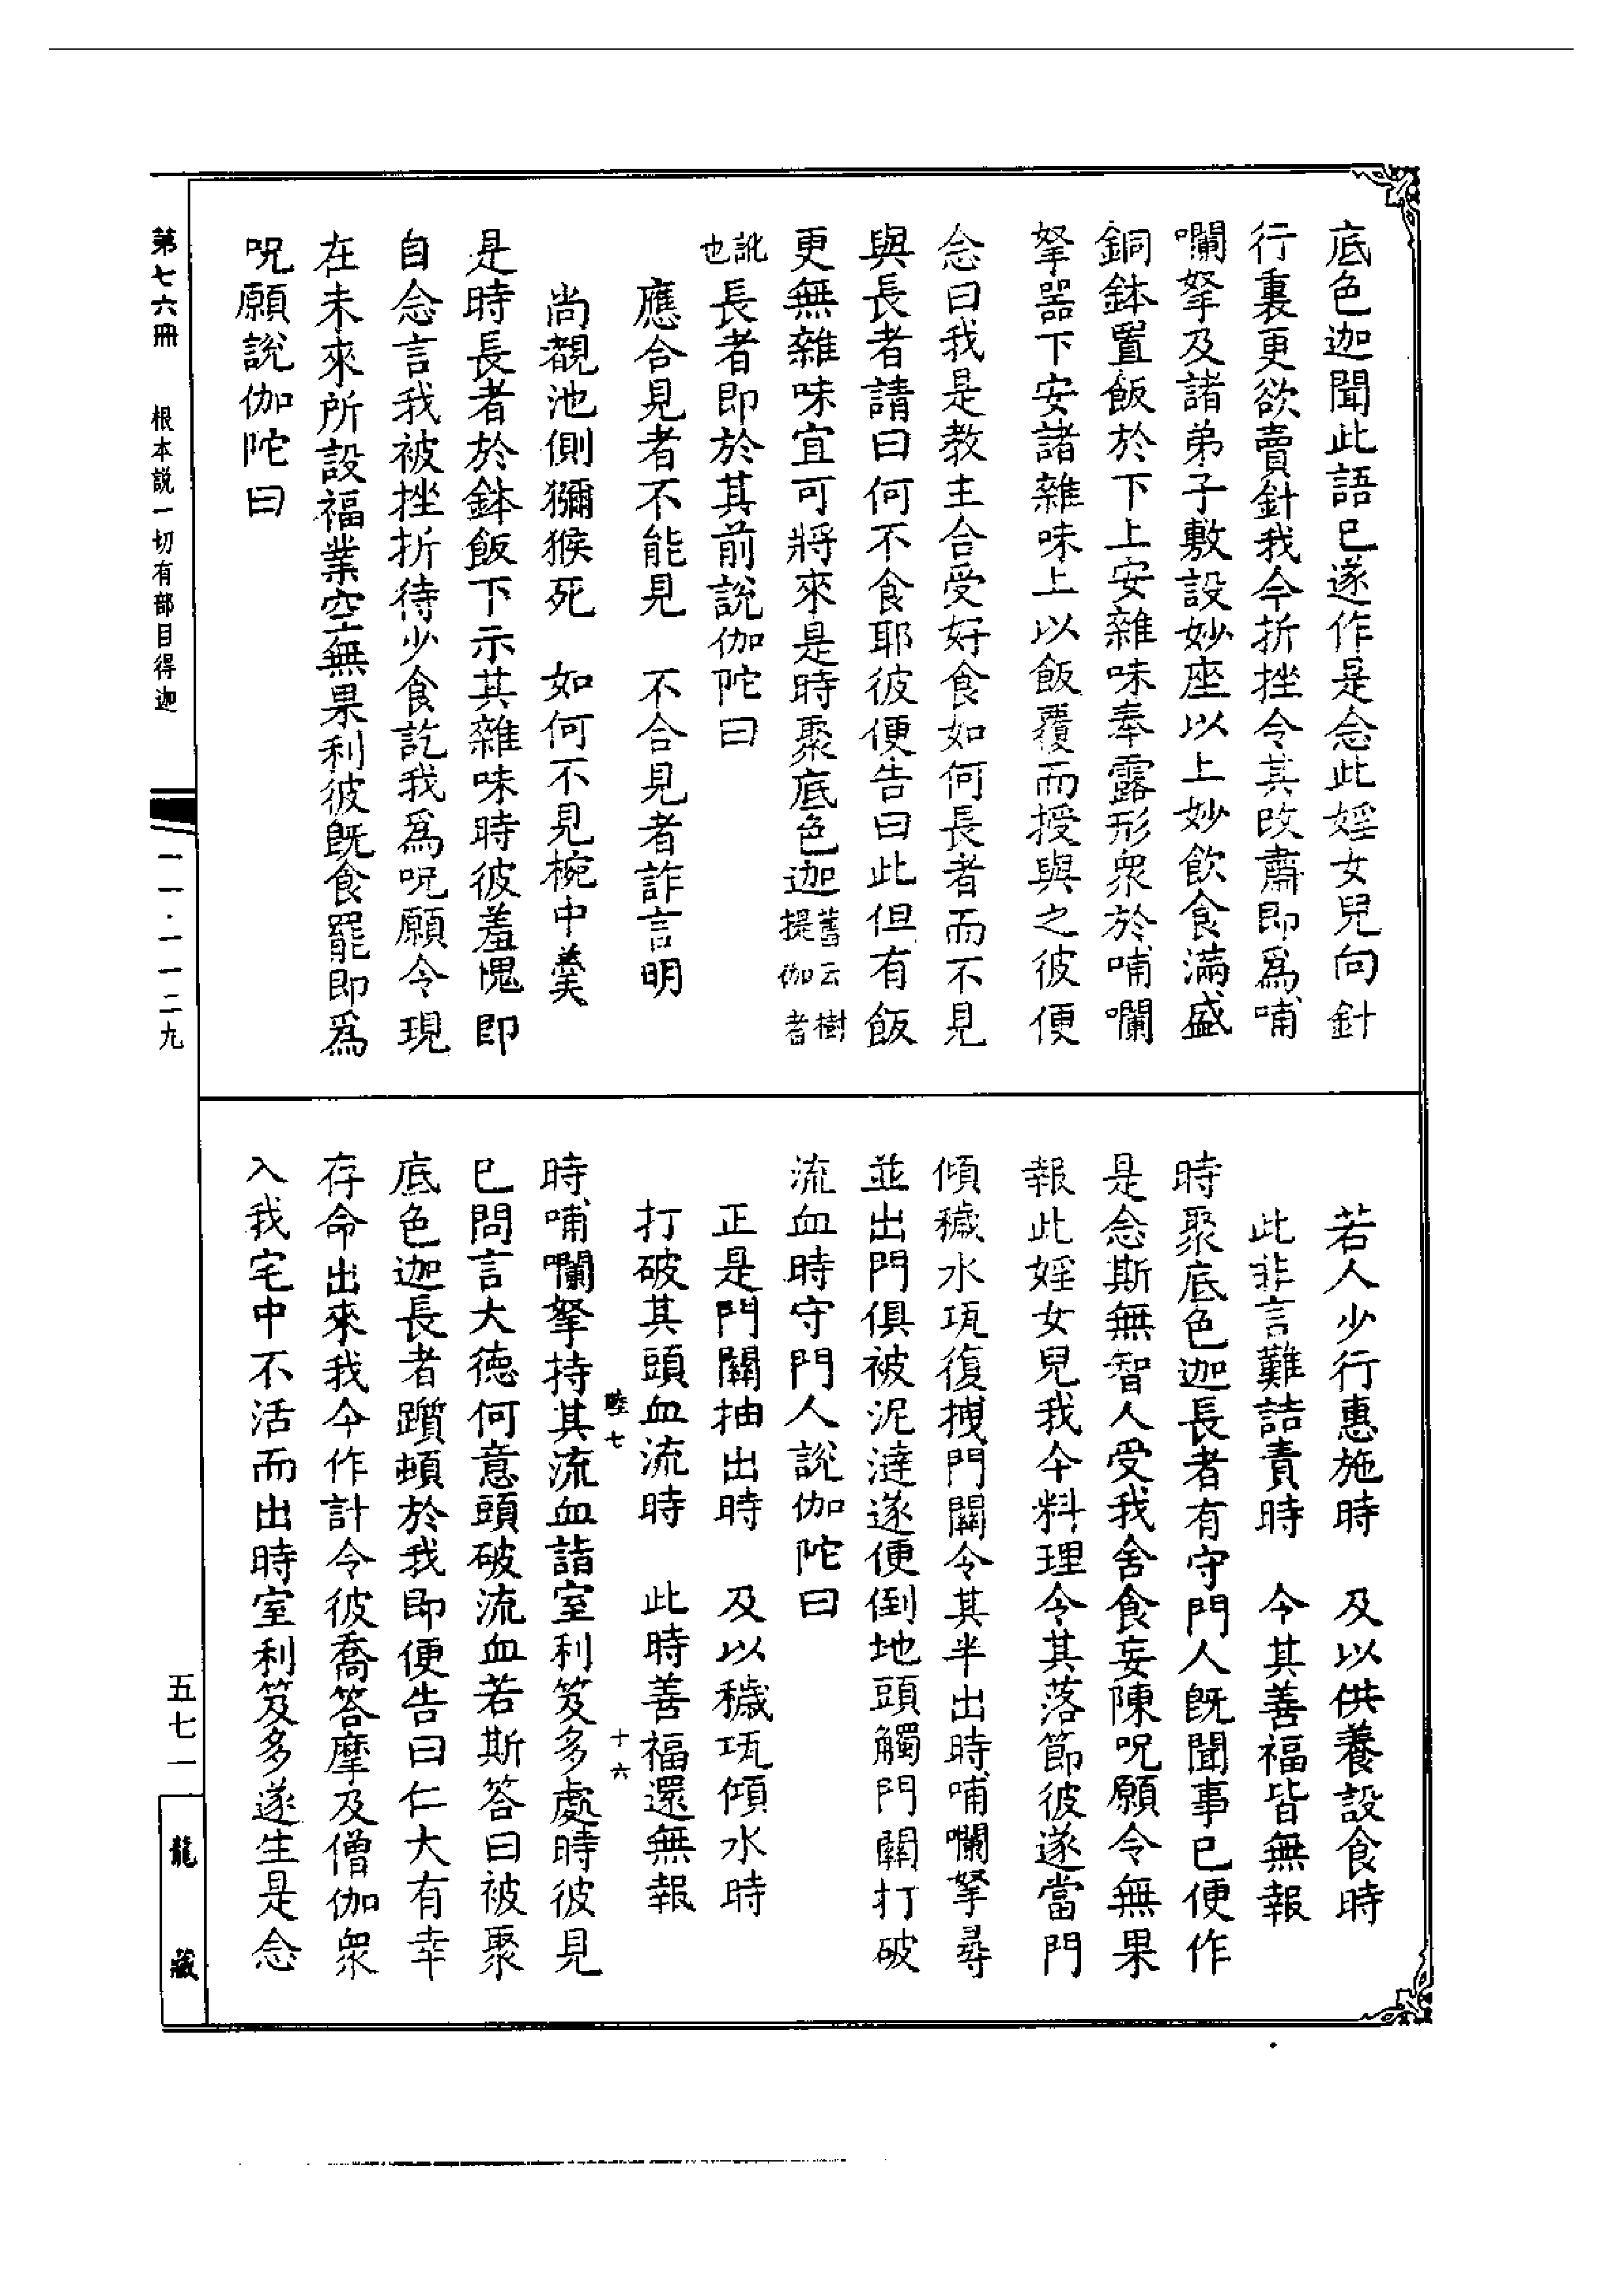 底色迦聞此語已遂作是念此婬女兒向針
行裏更欲賣針我今折挫令其改肅即爲哺
囒拏及諸弟子敷設妙座以上妙飲食滿盛
銅鉢置飯於下上安雜味奉露形衆於哺囒
拏器下安諸雜味上以飯覆而授與之彼便
念曰我是教主合受好食如何長者而不見
與長者請曰何不食耶彼便告曰此但有飯
更無雜味宜可將來是時聚底色迦舊云樹提伽者
訛也長者即於其前說伽陀曰
應合見者不能見　不合見者詐言明
尚覩池側獼猴死　如何不見椀中羹
是時長者於鉢飯下示其雜味時彼羞愧即
自念言我被挫折待少食訖我爲呪願令現
在未來所設福業空無果利彼既食罷即爲
呪願說伽陀曰
若人少行惠施時　及以供養設食時
此非言難詰責時　令其善福皆無報
時聚底色迦長者有守門人既聞事已便作
是念斯無智人受我舍食妄陳呪願令無果
報此婬女兒我今料理令其落節彼遂當門
傾穢水瓨復拽門關令其半出時哺囒拏尋
並出門俱被泥澾遂便倒地頭觸門關打破
流血時守門人說伽陀曰
正是門關抽出時　及以穢瓨傾水時
打破其頭血流時　此時善福還無報
陸七　十六
時哺囒拏持其流血詣室利笈多處時彼見
已問言大德何意頭破流血若斯答曰被聚
底色迦長者躓頓於我即便告曰仁大有幸
存命出來我今作計令彼喬答摩及僧伽衆
入我宅中不活而出時室利笈多遂生是念
第七六冊　根本説一切有部目得迦
一一·一一二九
五七一
龍藏